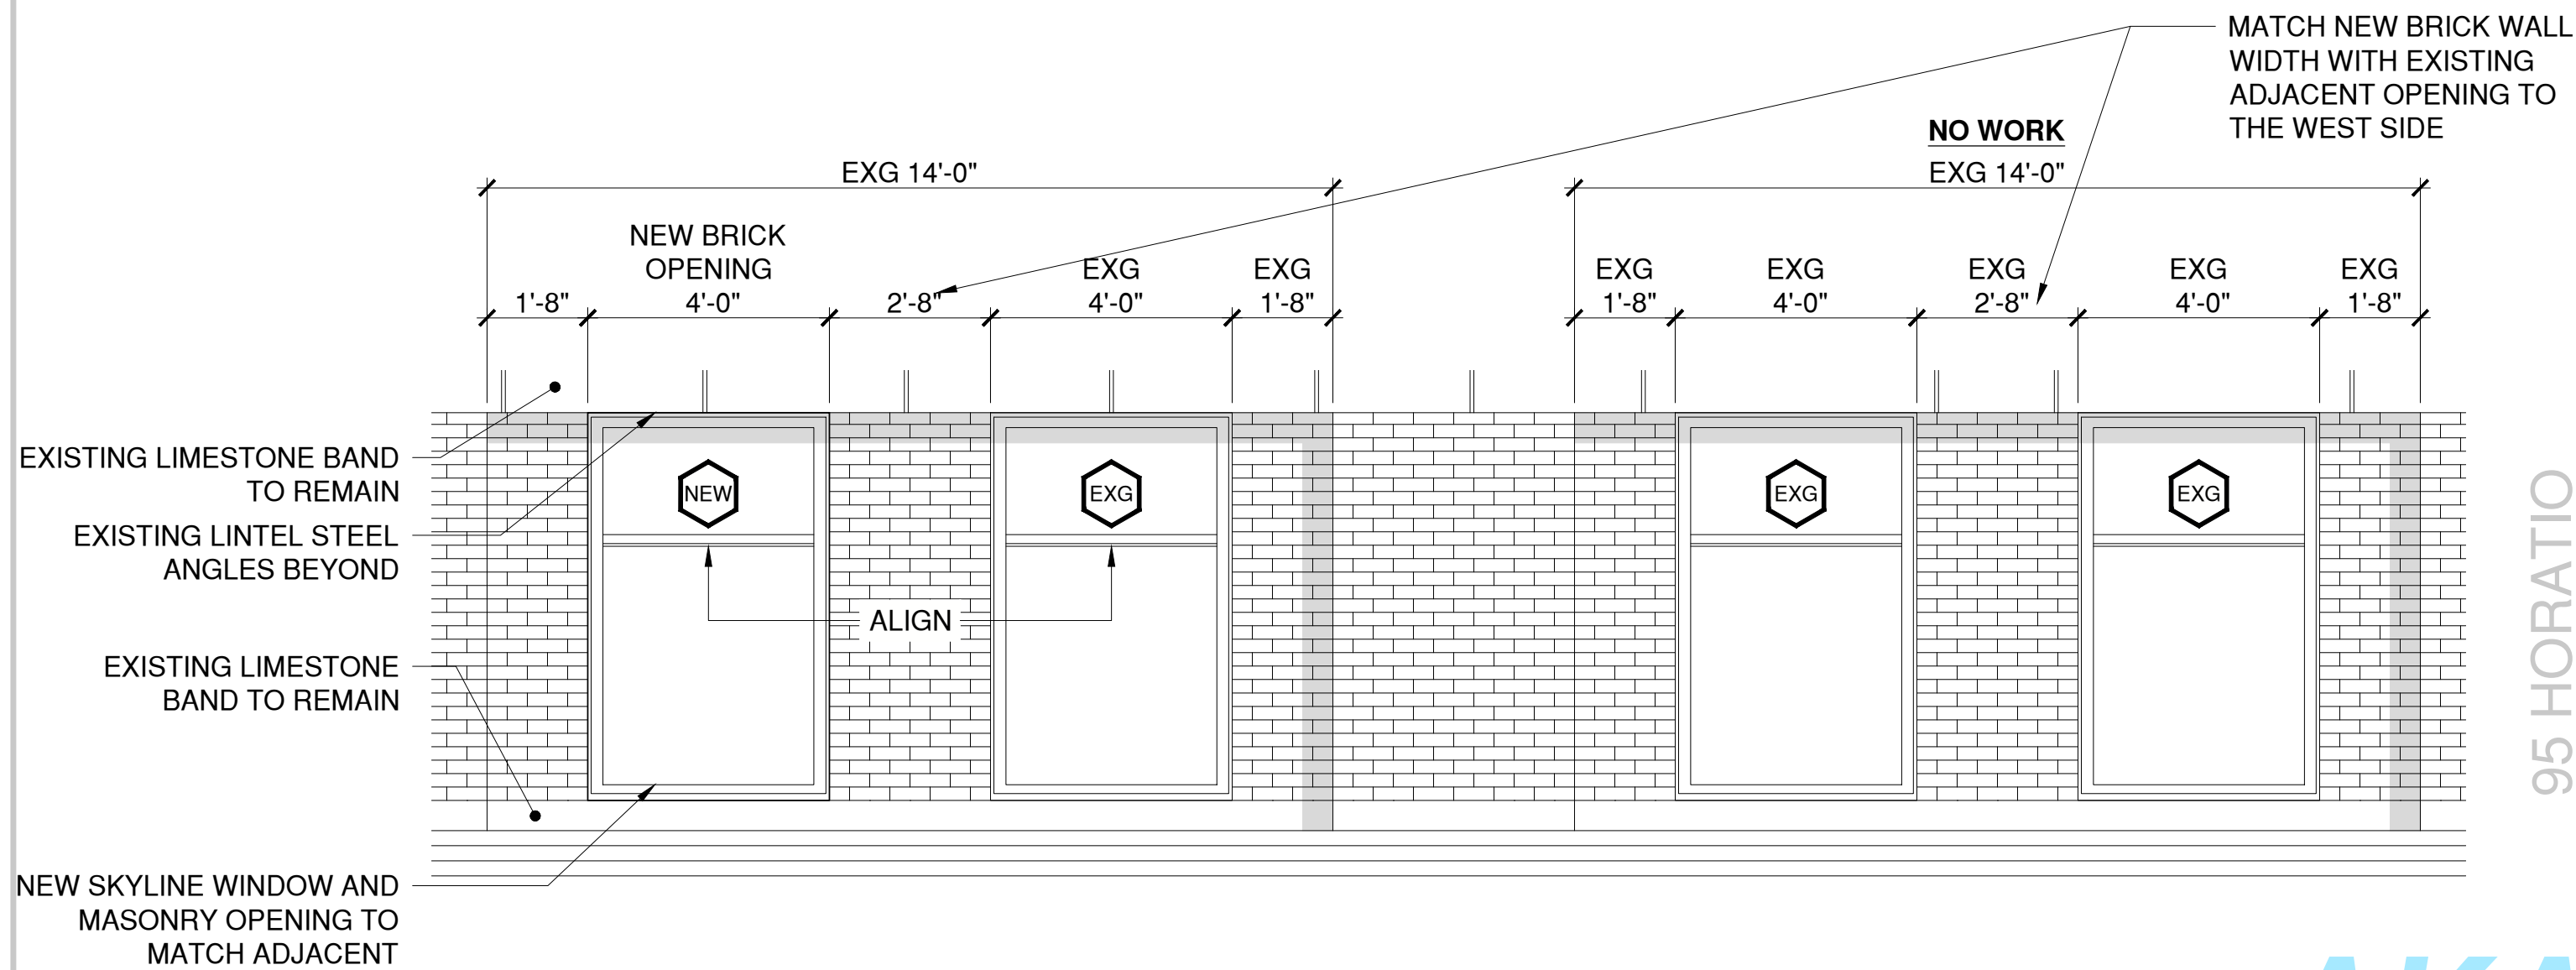 MATCH NEW BRICK WALL
WIDTH WITH EXISTING
ADJACENT OPENING TO
THE WEST SIDE
NO WORK
EXG 14'-0"
EXG 14'-0"
NEW BRICK
OPENING
EXG
EXG
EXG
EXG
EXG
EXG
EXG
1'-8"
4'-0"
2'-8"
4'-0"
1'-8"
1'-8"
4'-0"
2'-8"
4'-0"
1'-8"
EXISTING LIMESTONE BAND
TO REMAIN
NEW
EXG
EXG
EXG
EXISTING LINTEL STEEL
ANGLES BEYOND
ALIGN
EXISTING LIMESTONE
BAND TO REMAIN
NEW SKYLINE WINDOW AND
MASONRY OPENING TO
MATCH ADJACENT
95 HORATIO